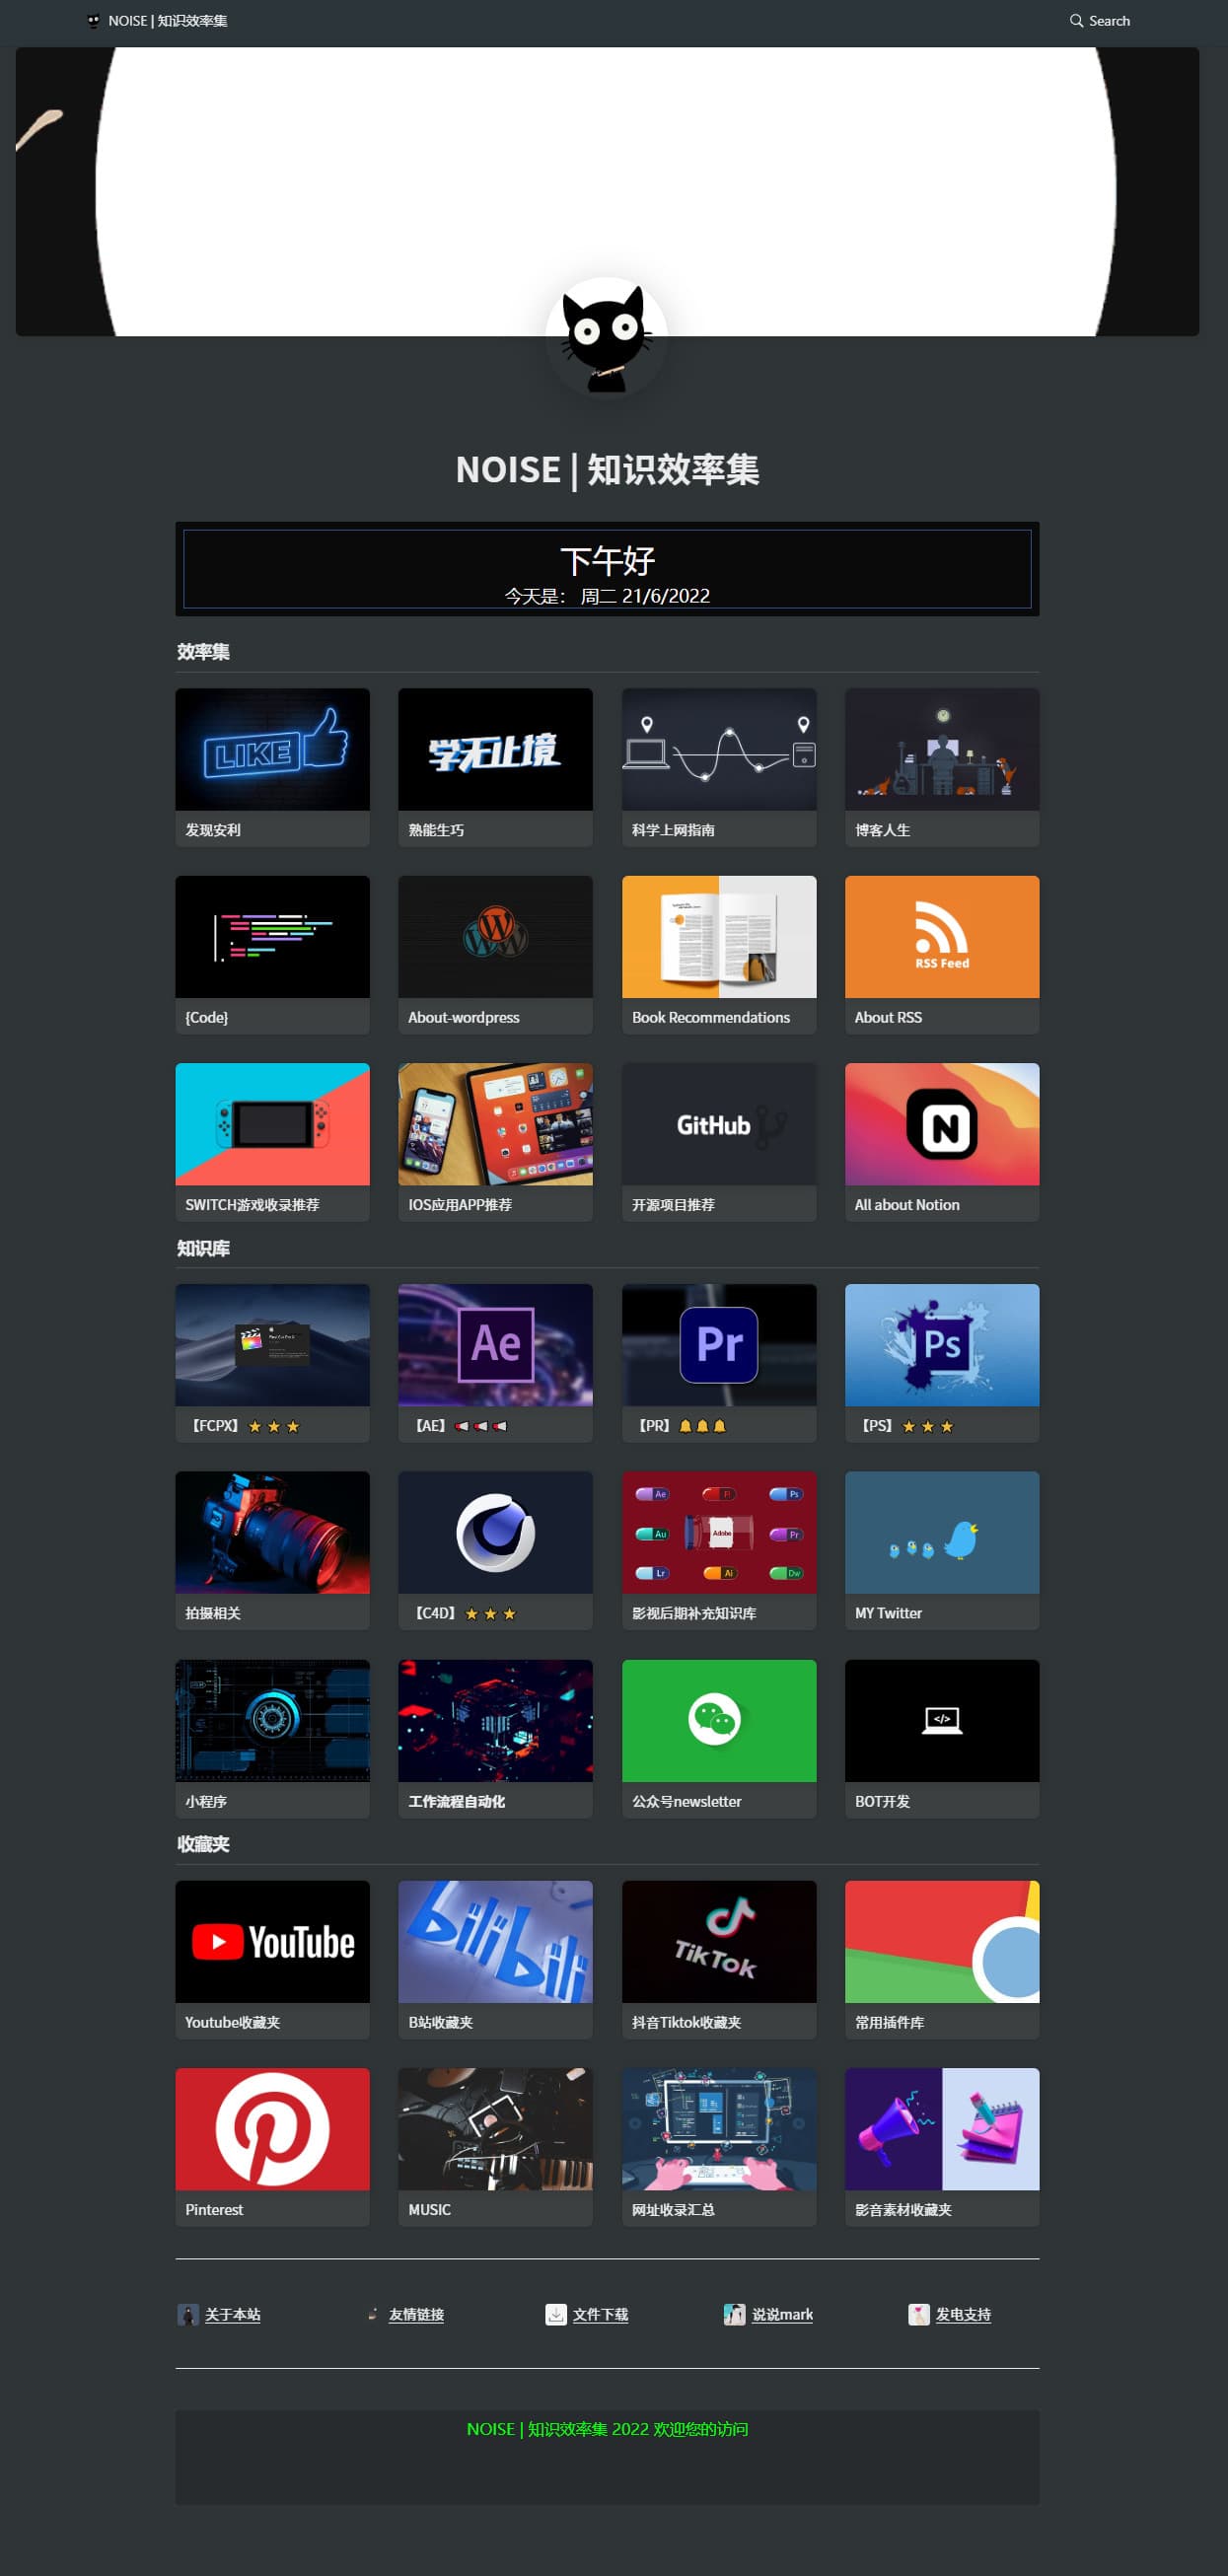 NOISE | 知识效率集
Search
NOISE | 知识效率集
下午好
今天是： 周二 21/6/2022
效率集
LIKE
学无止境
发现安利
熟能生巧
科学上网指南
博客人生
RSS Feed
{Code}
About-wordpress
Book Recommendations
About RSS
GitHub
N
SWITCH游戏收录推荐
IOS应用APP推荐
开源项目推荐
All about Notion
知识库
Ae
Pr
Ps
【FCPX】
【AE】
【PR】
【PS】
Ae
Fl
Ps
Au
Adobe
Pr
Lr
Ai
Dw
拍摄相关
【C4D】
影视后期补充知识库
MY Twitter
</>
小程序
工作流程自动化
公众号newsletter
BOT开发
收藏夹
YouTube
bilibili
TikTok
Youtube收藏夹
B站收藏夹
抖音Tiktok收藏夹
常用插件库
Pinterest
MUSIC
网址收录汇总
影音素材收藏夹
关于本站
友情链接
文件下载
说说mark
发电支持
NOISE | 知识效率集 2022 欢迎您的访问